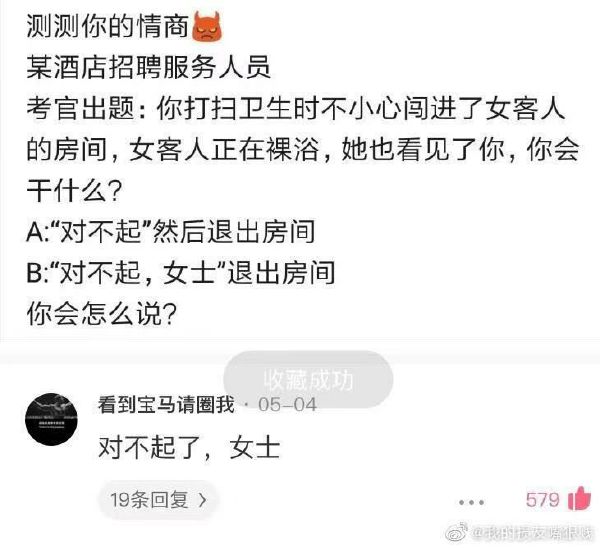 测测你的情商
某酒店招聘服务人员
考官出题：你打扫卫生时不小心闯进了女客人
的房间，女客人正在裸浴，她也看见了你，你会
干什么？
A:“对不起”然后退出房间
B:“对不起，女士”退出房间
你会怎么说？
收藏成功
看到宝马请圈我 · 05-04
对不起了，女士
19条回复 >
579
@我的损友嘴狠贱